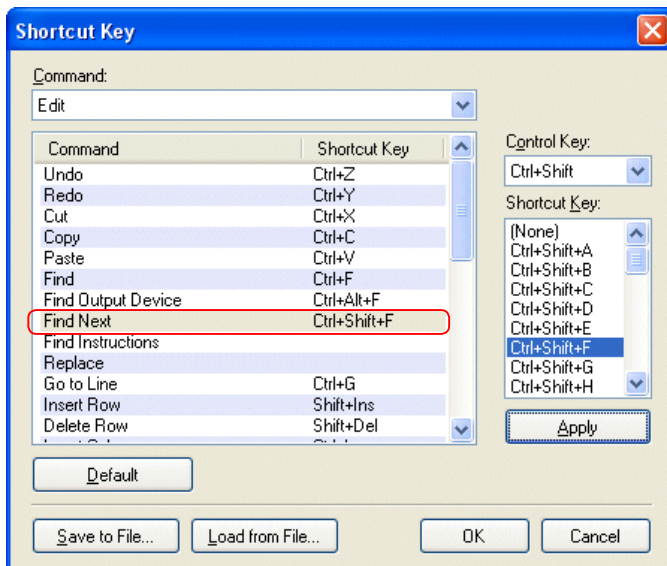 Shortcut Key
Command:
Edit
Command Shortcut Key
Undo Ctrl+Z
Redo Ctrl+Y
Cut Ctrl+X
Copy Ctrl+C
Paste Ctrl+V
Find Ctrl+F
Find Output Device Ctrl+Alt+F
Find Next Ctrl+Shift+F
Find Instructions
Replace
Go to Line Ctrl+G
Insert Row Shift+Ins
Delete Row Shift+Del
Control Key:
Ctrl+Shift
Shortcut Key:
(None)
Ctrl+Shift+A
Ctrl+Shift+B
Ctrl+Shift+C
Ctrl+Shift+D
Ctrl+Shift+E
Ctrl+Shift+F
Ctrl+Shift+G
Ctrl+Shift+H
Apply
Default
Save to File...
Load from File...
OK
Cancel